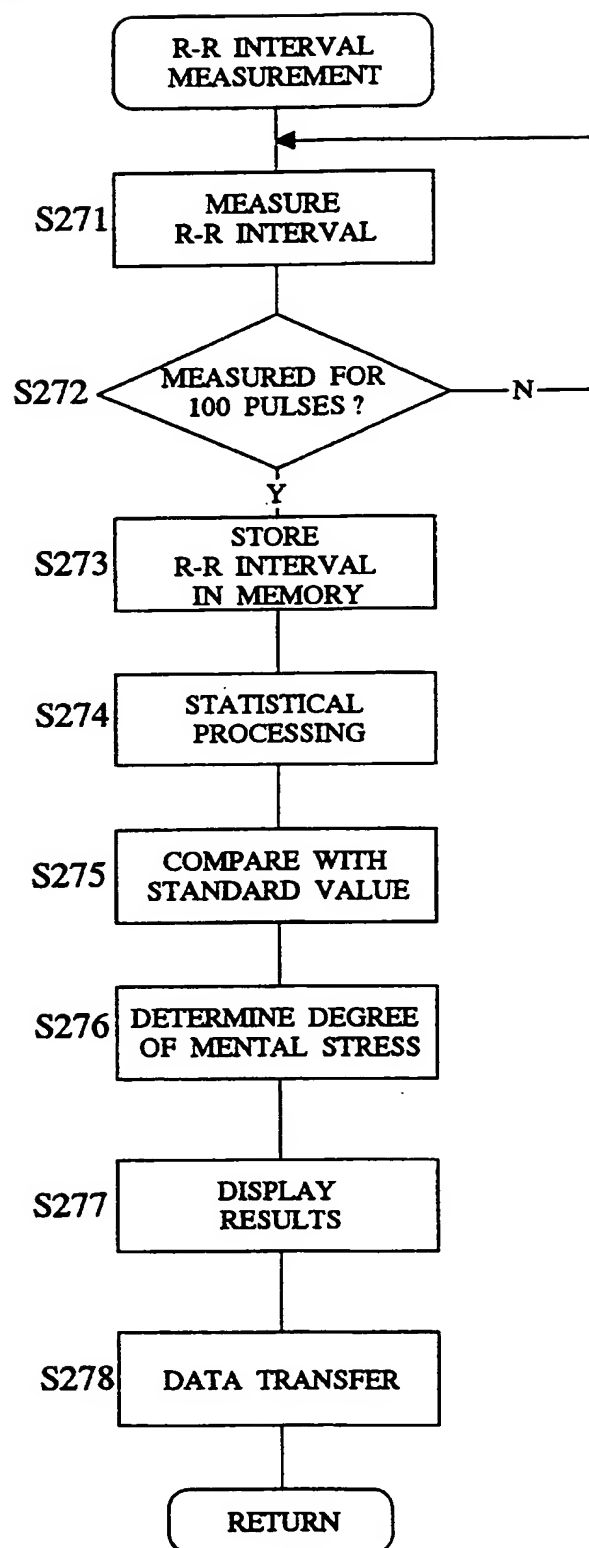 R-R INTERVAL
MEASUREMENT
S271
MEASURE
R-R INTERVAL
S272
MEASURED FOR
100 PULSES ?
N
Y
S273
STORE
R-R INTERVAL
IN MEMORY
S274
STATISTICAL
PROCESSING
S275
COMPARE WITH
STANDARD VALUE
S276
DETERMINE DEGREE
OF MENTAL STRESS
S277
DISPLAY
RESULTS
S278
DATA TRANSFER
RETURN